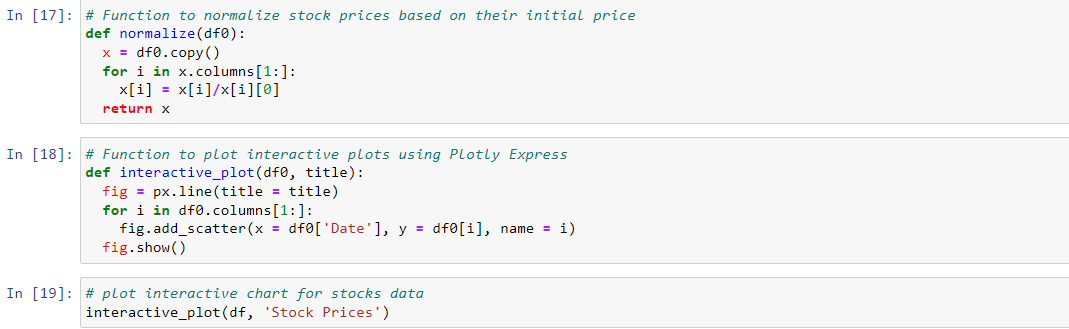 In [17]: # Function to normalize stock prices based on their initial price
def normalize(df0):
  x = df0.copy()
  for i in x.columns[1:]:
    x[i] = x[i]/x[i][0]
  return x
In [18]: # Function to plot interactive plots using Plotly Express
def interactive_plot(df0, title):
  fig = px.line(title = title)
  for i in df0.columns[1:]:
    fig.add_scatter(x = df0['Date'], y = df0[i], name = i)
  fig.show()
In [19]: # plot interactive chart for stocks data
interactive_plot(df, 'Stock Prices')